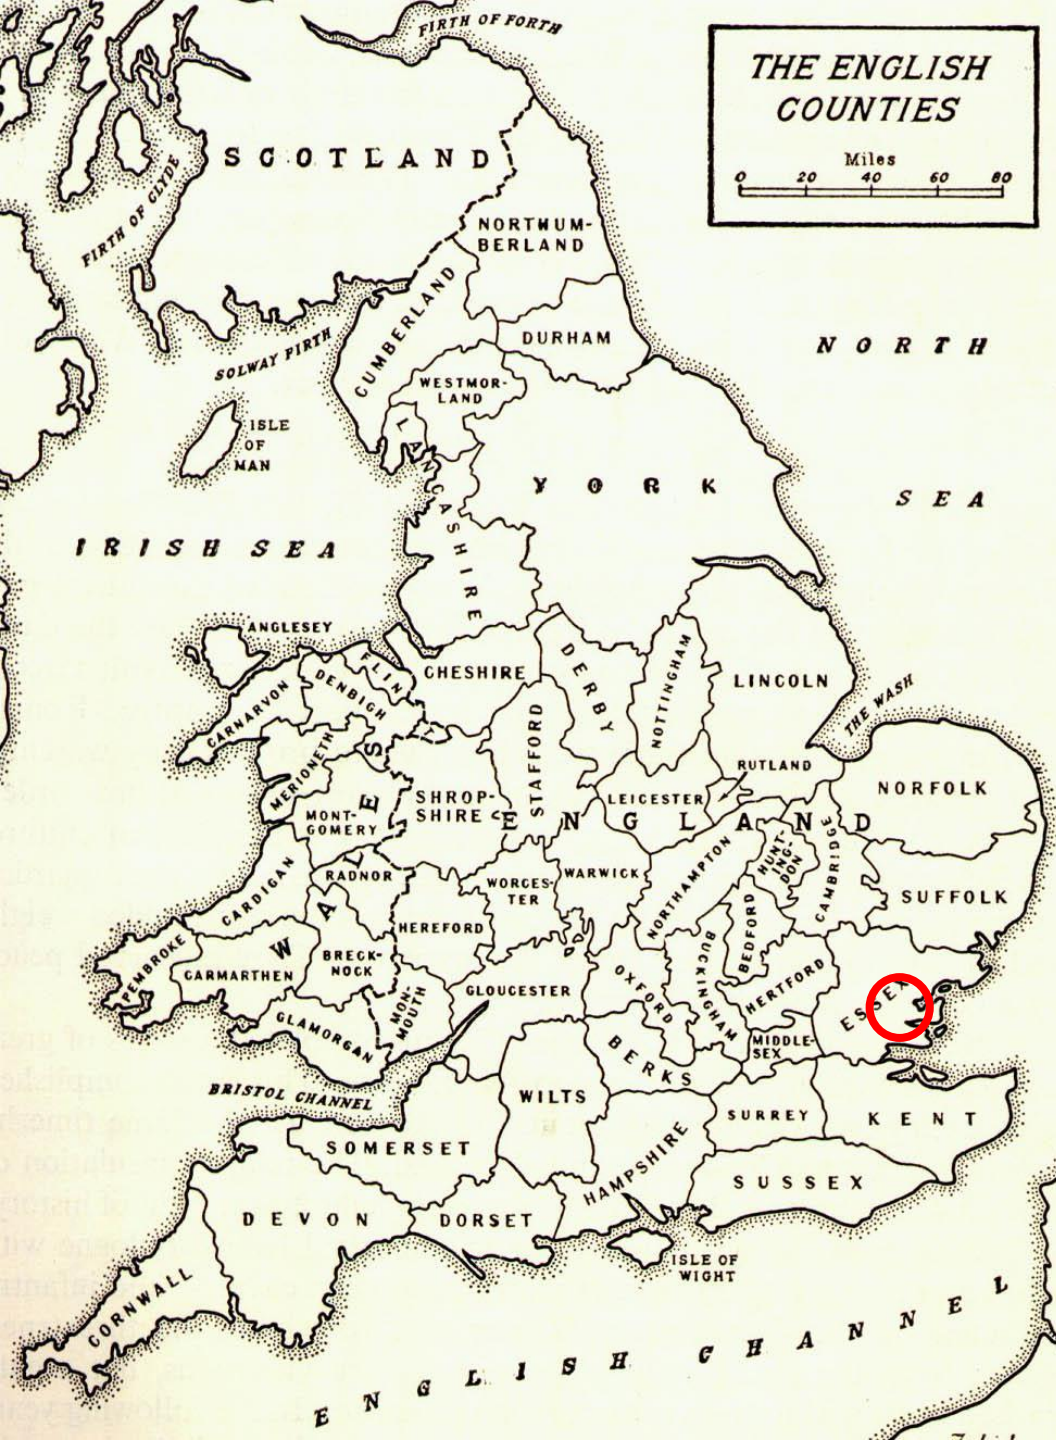 FIRTH OF FORTH
THE ENGLISH
COUNTIES
Miles
0 20 40 60 80
SCOTLAND
FIRTH OF CLYDE
NORTHUM-
BERLAND
CUMBERLAND
DURHAM
SOLWAY FIRTH
NORTH
SEA
WESTMOR-
LAND
ISLE
OF
MAN
LANCASHIRE
YORK
IRISH SEA
ANGLESEY
FLINT
CHESHIRE
DERBY
NOTTINGHAM
LINCOLN
THE WASH
DENBIGH
CARNARVON
MERIONETH
STAFFORD
RUTLAND
NORFOLK
SHROP-
SHIRE
LEICESTER
ENGLAND
MONT-
GOMERY
WALES
RADNOR
CARDIGAN
WORCES-
TER
WARWICK
NORTHAMPTON
HUNT-
ING-
DON
CAMBRIDGE
SUFFOLK
HEREFORD
BEDFORD
PEMBROKE
CARMARTHEN
BRECK-
NOCK
GLOUCESTER
OXFORD
BUCKINGHAM
HERTFORD
ESSEX
MON-
MOUTH
GLAMORGAN
MIDDLE-
SEX
BERKS
BRISTOL CHANNEL
WILTS
SURREY
KENT
SOMERSET
HAMPSHIRE
SUSSEX
DEVON
DORSET
ISLE OF
WIGHT
CORNWALL
ENGLISH CHANNEL